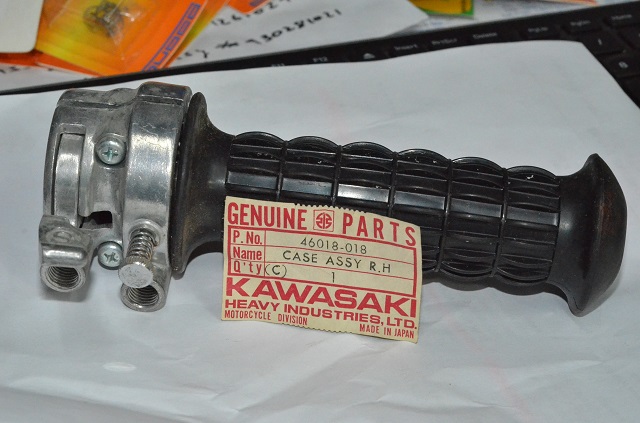 GENUINE PARTS
P.No. 46018-018
Name CASE ASSY R.H
Q'ty (C) 1
KAWASAKI
HEAVY INDUSTRIES, LTD.
MOTORCYCLE DIVISION MADE IN JAPAN